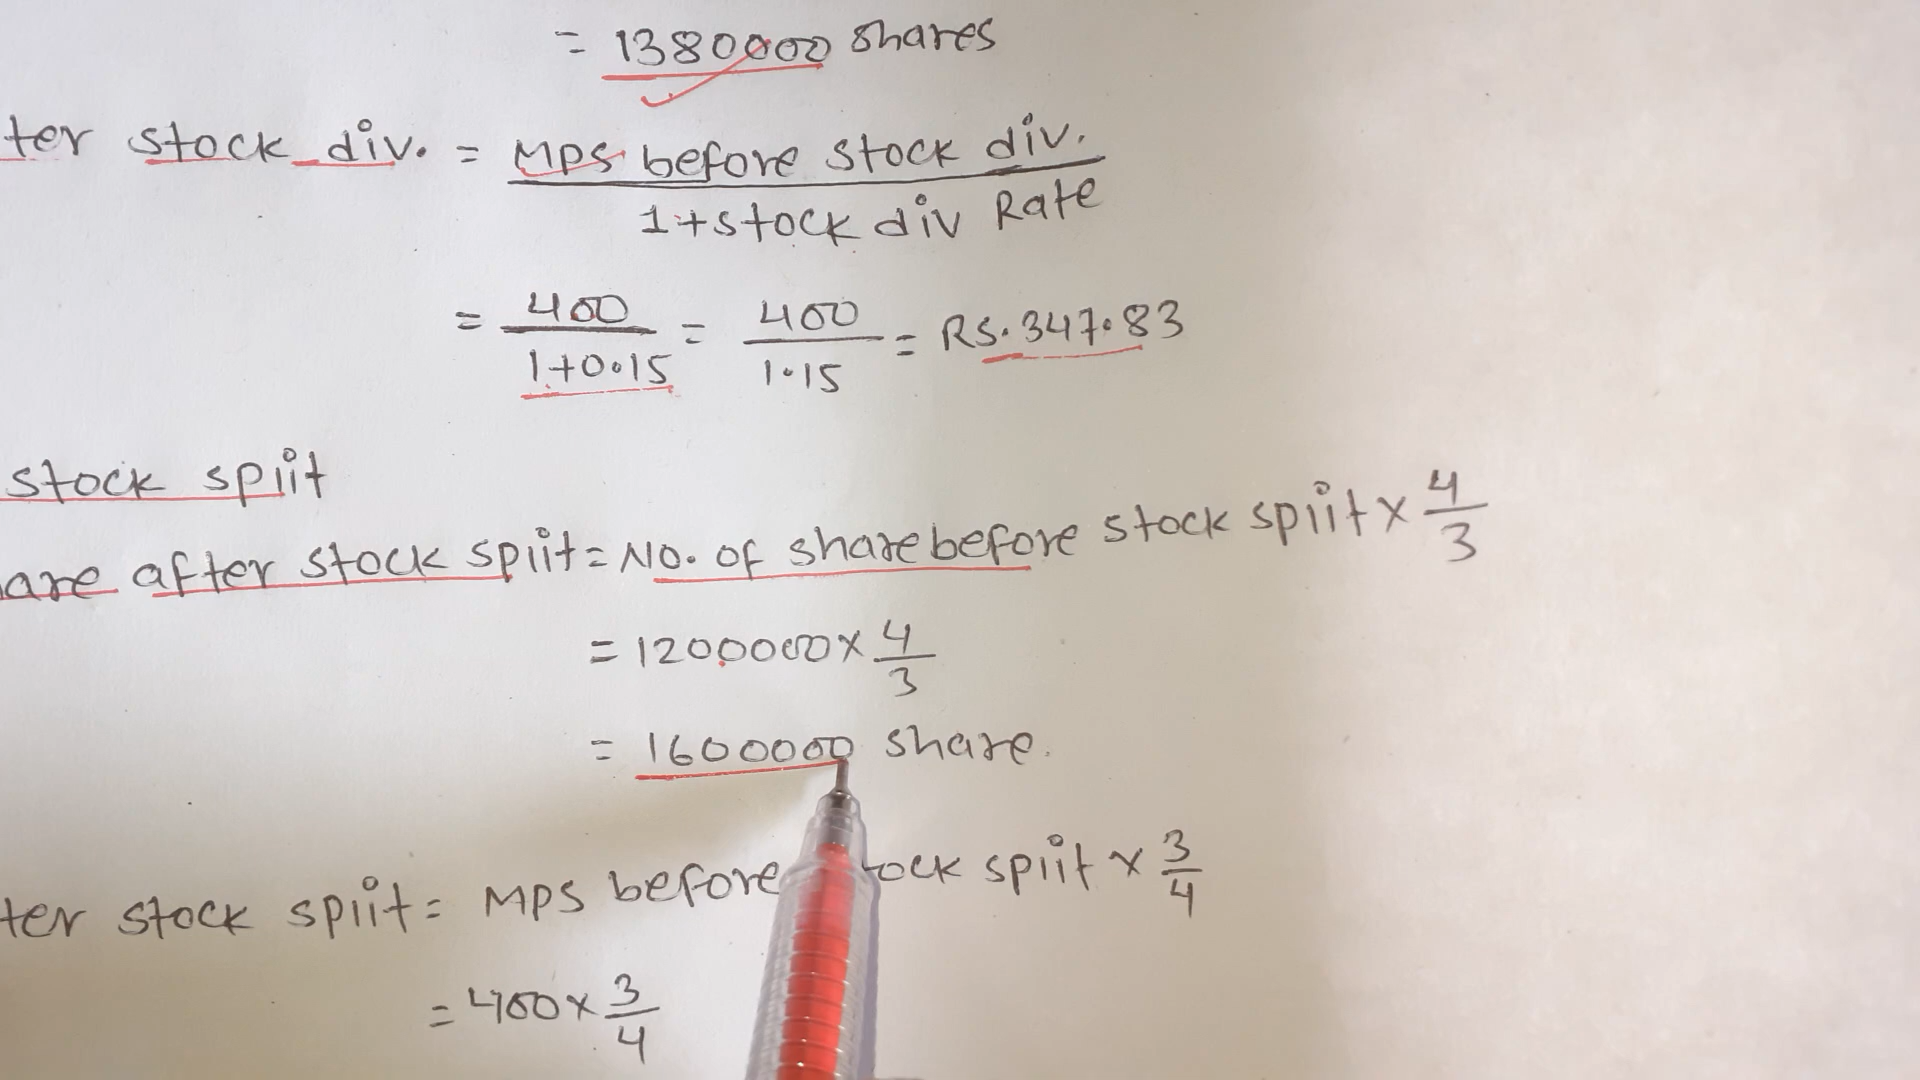 = 1380000 shares
ter stock div. = MPS before stock div.
1+stock div Rate
= 400 / 1+0.15 = 400 / 1.15 = RS.347.83
stock spiit
are after stock spiit = NO. of share before stock spiit × 4/3
= 1200000 × 4/3
= 1600000 share.
ter stock spiit = MPS before tock spiit × 3/4
= 400 × 3/4